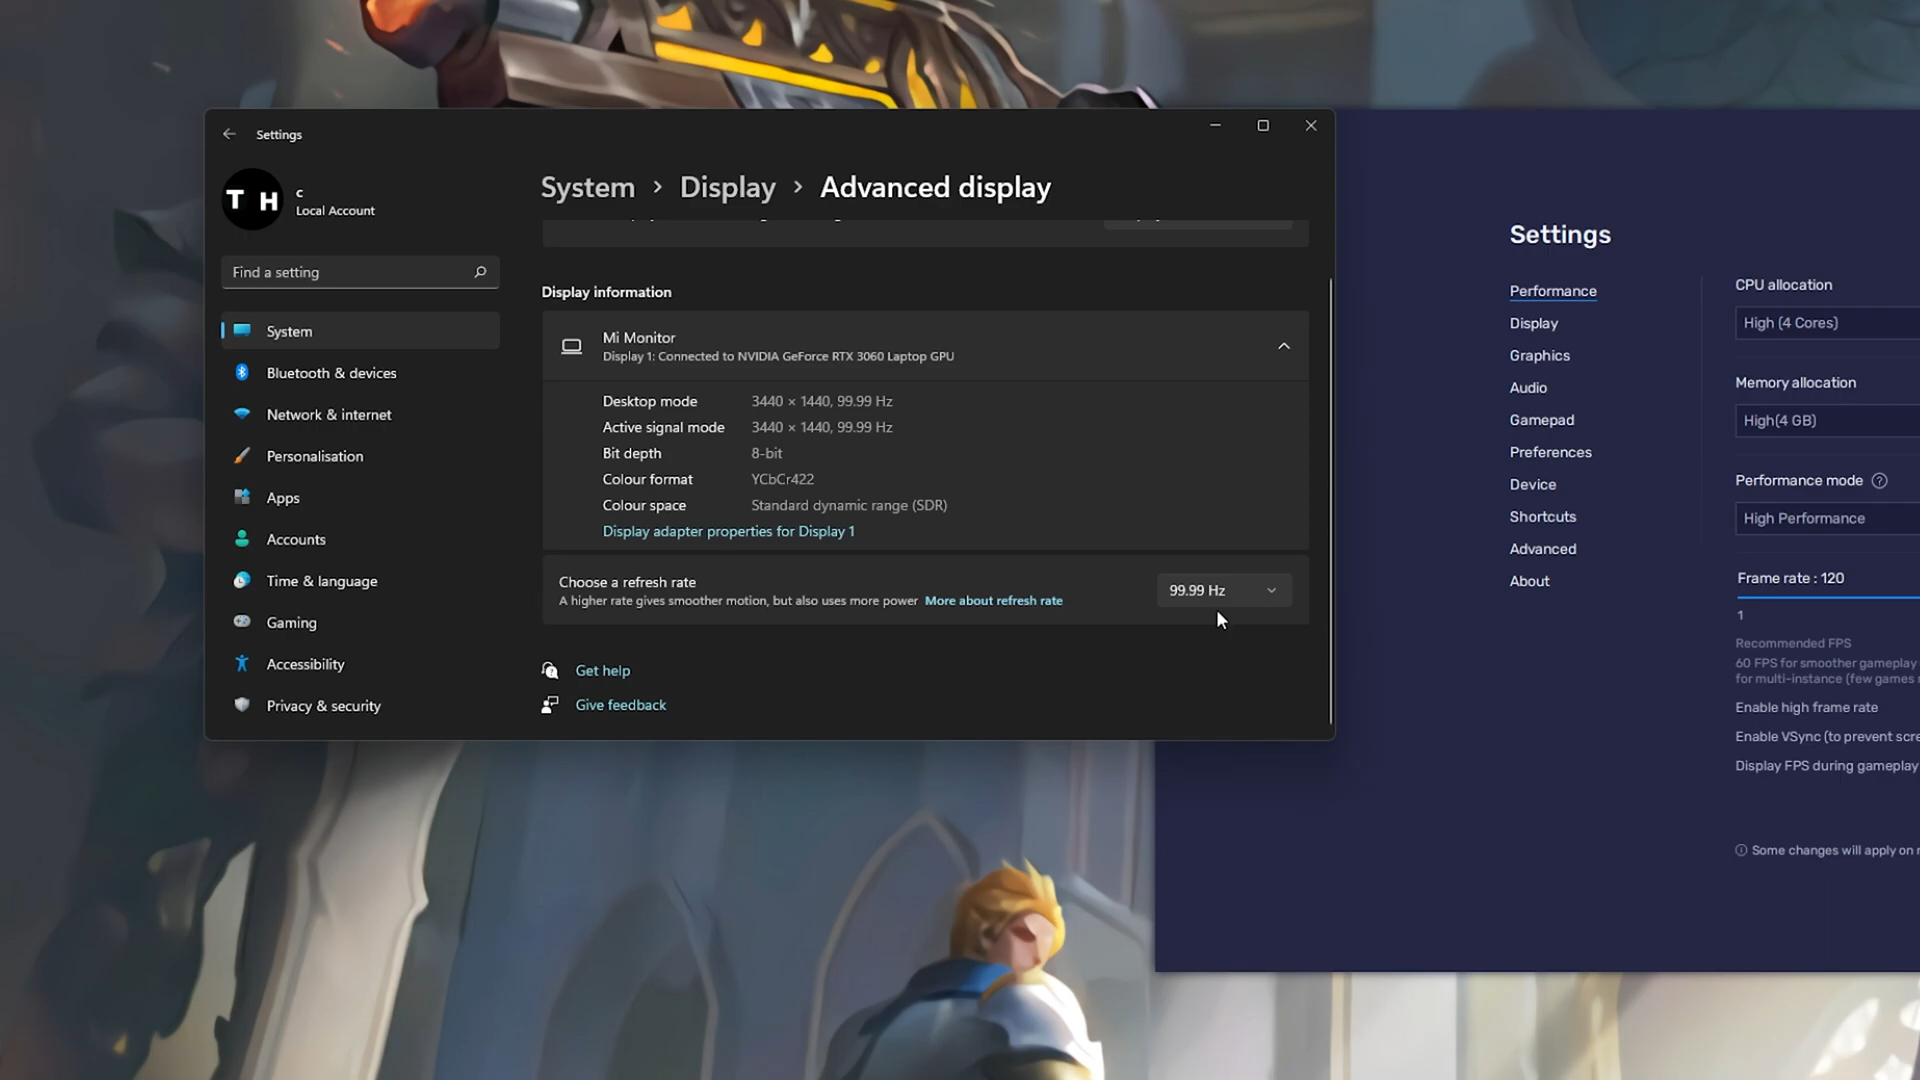 Settings
T H
c
Local Account
System > Display > Advanced display
Find a setting
System
Bluetooth & devices
Network & internet
Personalisation
Apps
Accounts
Time & language
Gaming
Accessibility
Privacy & security
Display information
Mi Monitor
Display 1: Connected to NVIDIA GeForce RTX 3060 Laptop GPU
Desktop mode 3440 × 1440, 99.99 Hz
Active signal mode 3440 × 1440, 99.99 Hz
Bit depth 8-bit
Colour format YCbCr422
Colour space Standard dynamic range (SDR)
Display adapter properties for Display 1
Choose a refresh rate
A higher rate gives smoother motion, but also uses more power More about refresh rate
99.99 Hz
Get help
Give feedback
Settings
Performance
Display
Graphics
Audio
Gamepad
Preferences
Device
Shortcuts
Advanced
About
CPU allocation
High (4 Cores)
Memory allocation
High(4 GB)
Performance mode
High Performance
Frame rate : 120
1
Recommended FPS
60 FPS for smoother gameplay
for multi-instance (few games
Enable high frame rate
Enable VSync (to prevent scre
Display FPS during gameplay
Some changes will apply on